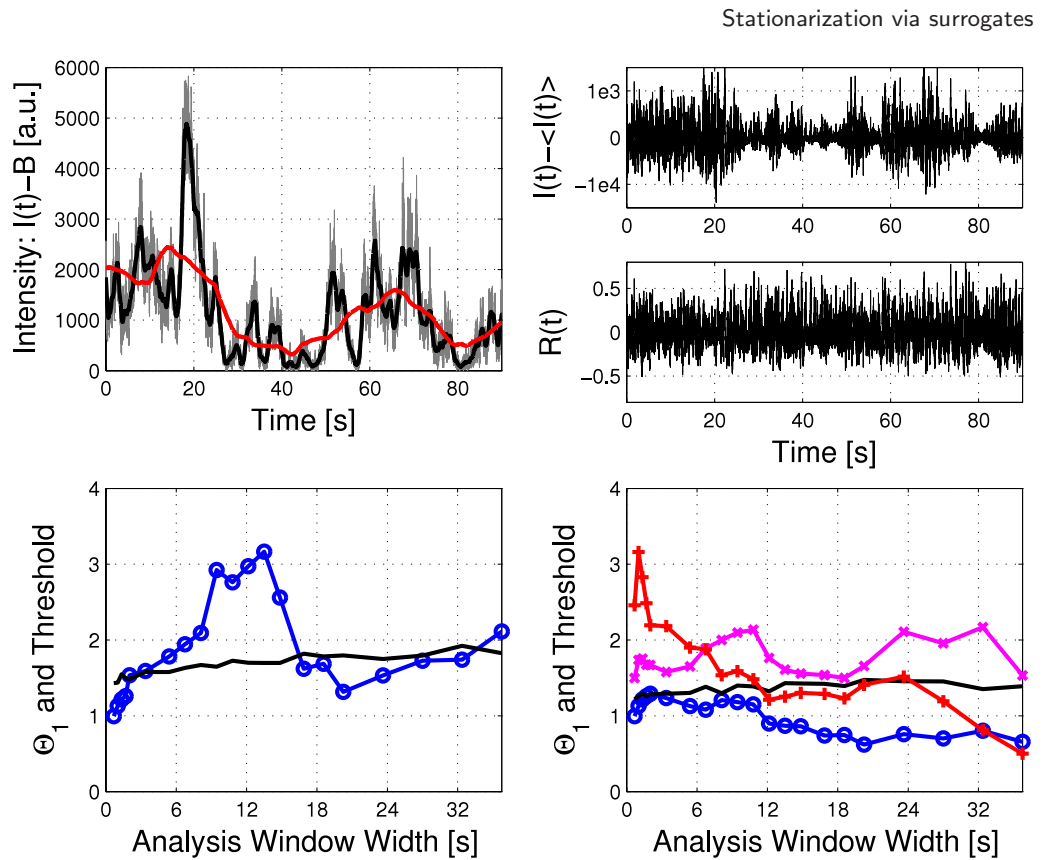 Stationarization via surrogates
Intensity: I(t)−B [a.u.]
6000
5000
4000
3000
2000
1000
0
0 20 40 60 80
Time [s]
I(t)−<I(t)>
1e3
0
−1e4
0 20 40 60 80
R(t)
0.5
0
−0.5
0 20 40 60 80
Time [s]
Θ1 and Threshold
4
3
2
1
0
0 6 12 18 24 32
Analysis Window Width [s]
Θ1 and Threshold
4
3
2
1
0
0 6 12 18 24 32
Analysis Window Width [s]